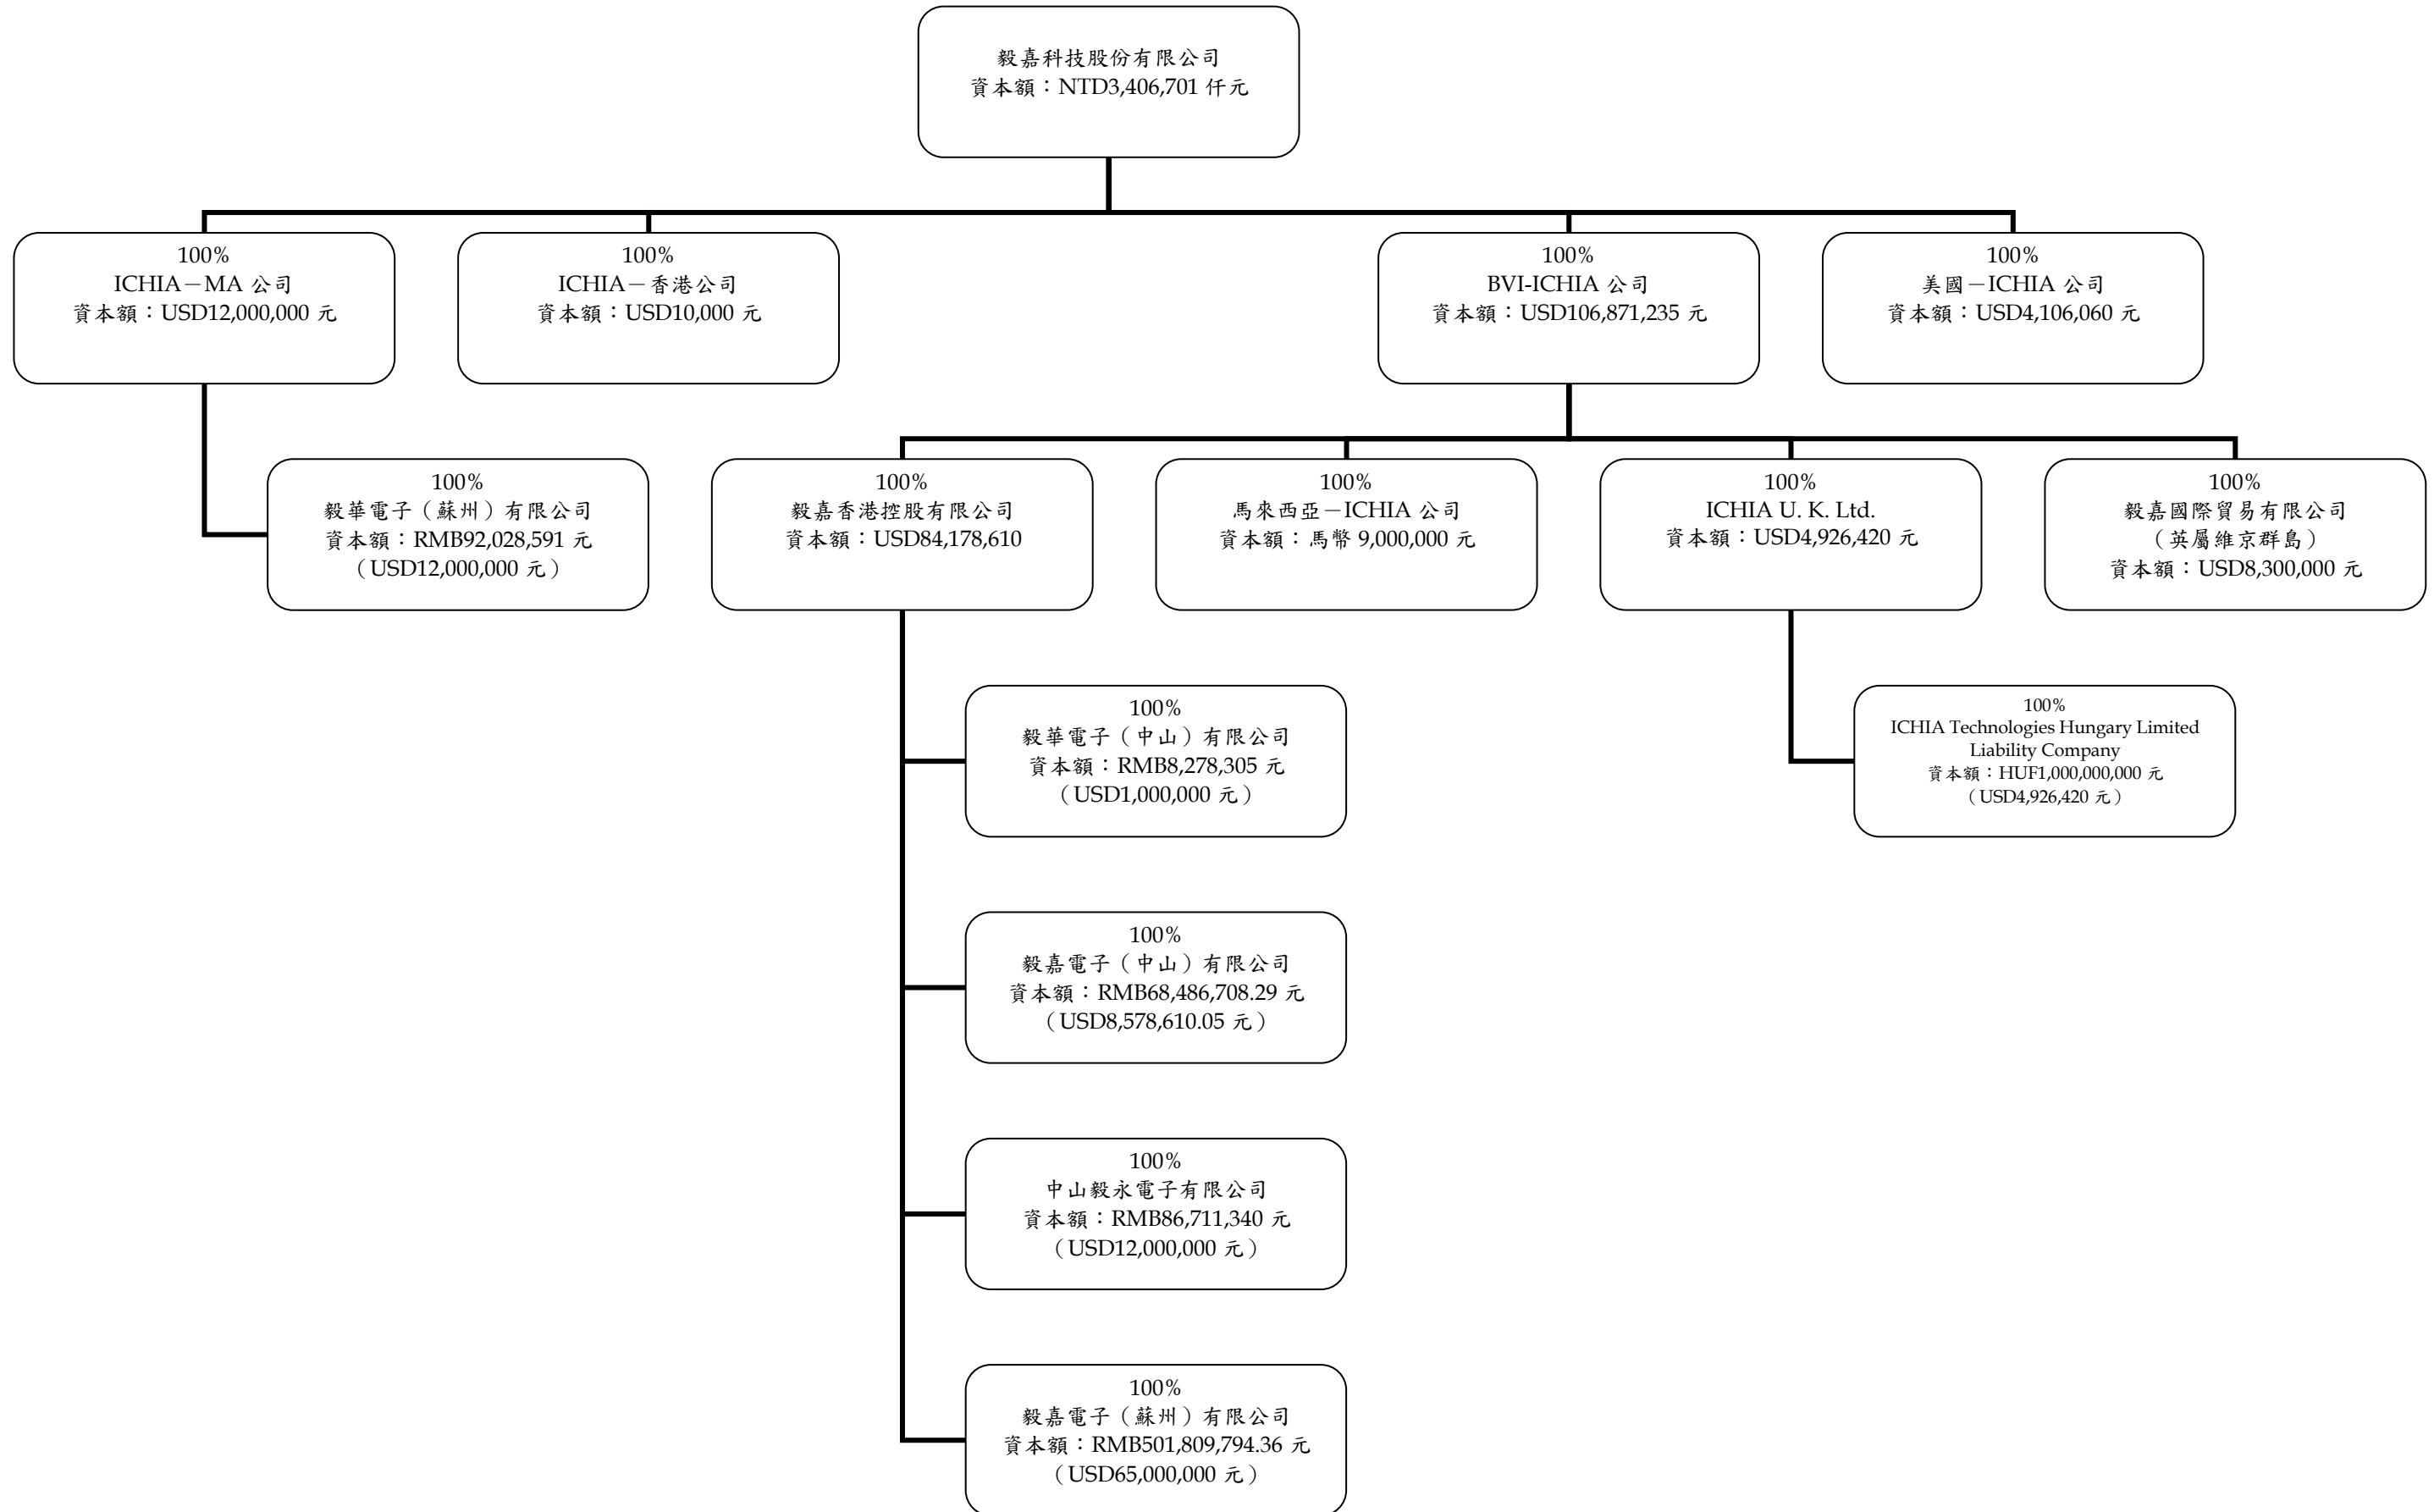 毅嘉科技股份有限公司
資本額：NTD3,406,701 仟元
100%
ICHIA－MA 公司
資本額：USD12,000,000 元
100%
ICHIA－香港公司
資本額：USD10,000 元
100%
BVI-ICHIA 公司
資本額：USD106,871,235 元
100%
美國－ICHIA 公司
資本額：USD4,106,060 元
100%
毅華電子（蘇州）有限公司
資本額：RMB92,028,591 元
（USD12,000,000 元）
100%
毅嘉香港控股有限公司
資本額：USD84,178,610
100%
馬來西亞－ICHIA 公司
資本額：馬幣 9,000,000 元
100%
ICHIA U. K. Ltd.
資本額：USD4,926,420 元
100%
毅嘉國際貿易有限公司
（英屬維京群島）
資本額：USD8,300,000 元
100%
毅華電子（中山）有限公司
資本額：RMB8,278,305 元
（USD1,000,000 元）
100%
ICHIA Technologies Hungary Limited
Liability Company
資本額：HUF1,000,000,000 元
（USD4,926,420 元）
100%
毅嘉電子（中山）有限公司
資本額：RMB68,486,708.29 元
（USD8,578,610.05 元）
100%
中山毅永電子有限公司
資本額：RMB86,711,340 元
（USD12,000,000 元）
100%
毅嘉電子（蘇州）有限公司
資本額：RMB501,809,794.36 元
（USD65,000,000 元）